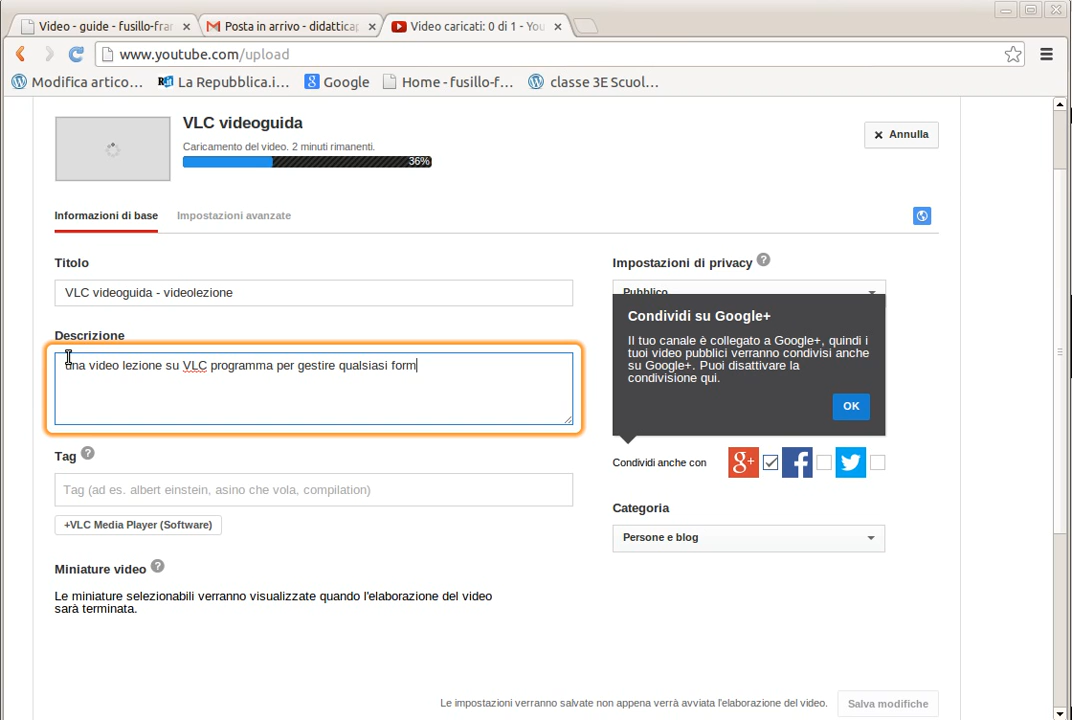 Video - guide - fusillo-fran
Posta in arrivo - didatticap
Video caricati: 0 di 1 - You
www.youtube.com/upload
Modifica artico...
La Repubblica.i...
Google
Home - fusillo-f...
classe 3E Scuol...
VLC videoguida
Annulla
Caricamento del video. 2 minuti rimanenti.
36%
Informazioni di base
Impostazioni avanzate
Titolo
Impostazioni di privacy ?
VLC videoguida - videolezione
Pubblico
Condividi su Google+
Descrizione
Il tuo canale è collegato a Google+, quindi i
tuoi video pubblici verranno condivisi anche
su Google+. Puoi disattivare la
condivisione qui.
una video lezione su VLC programma per gestire qualsiasi form
OK
Tag ?
Condividi anche con
g+
f
Tag (ad es. albert einstein, asino che vola, compilation)
Categoria
+VLC Media Player (Software)
Persone e blog
Miniature video ?
Le miniature selezionabili verranno visualizzate quando l'elaborazione del video
sarà terminata.
Le impostazioni verranno salvate non appena verrà avviata l'elaborazione del video.
Salva modifiche